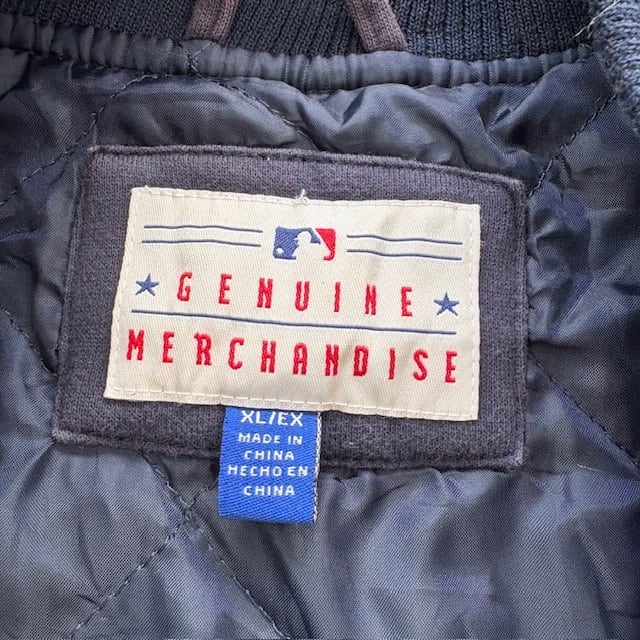 GENUINE
MERCHANDISE
XL/EX
MADE IN
CHINA
HECHO EN
CHINA